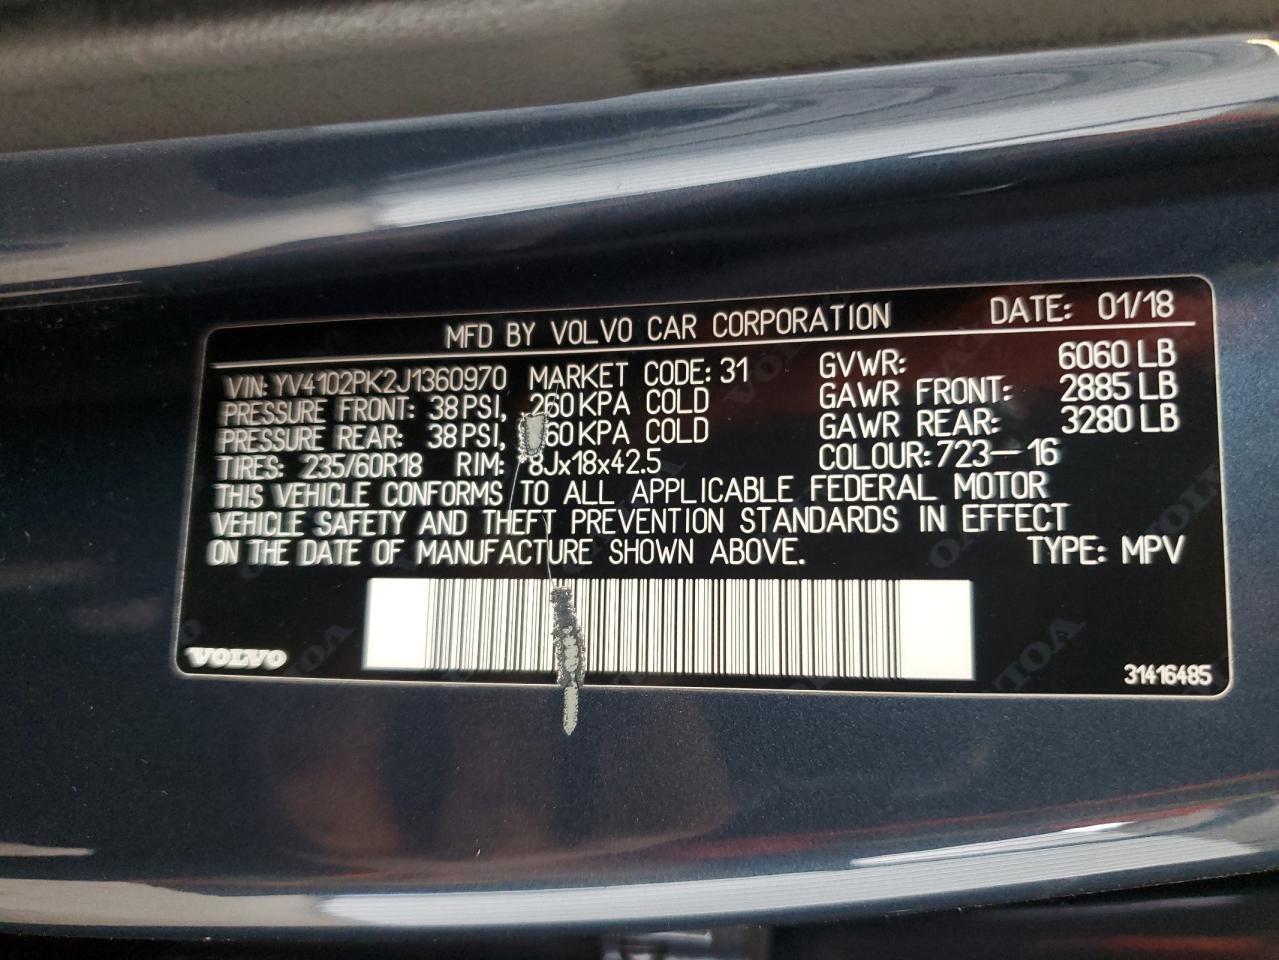 MFD BY VOLVO CAR CORPORATION DATE: 01/18
VIN: YV4102PK2J1360970 MARKET CODE: 31 GVWR: 6060 LB
PRESSURE FRONT: 38 PSI, 260 KPA COLD GAWR FRONT: 2885 LB
PRESSURE REAR: 38 PSI, 60 KPA COLD GAWR REAR: 3280 LB
TIRES: 235/60R18 RIM: 8Jx18x42.5 COLOUR: 723-16
THIS VEHICLE CONFORMS TO ALL APPLICABLE FEDERAL MOTOR
VEHICLE SAFETY AND THEFT PREVENTION STANDARDS IN EFFECT
ON THE DATE OF MANUFACTURE SHOWN ABOVE. TYPE: MPV
VOLVO 31416485